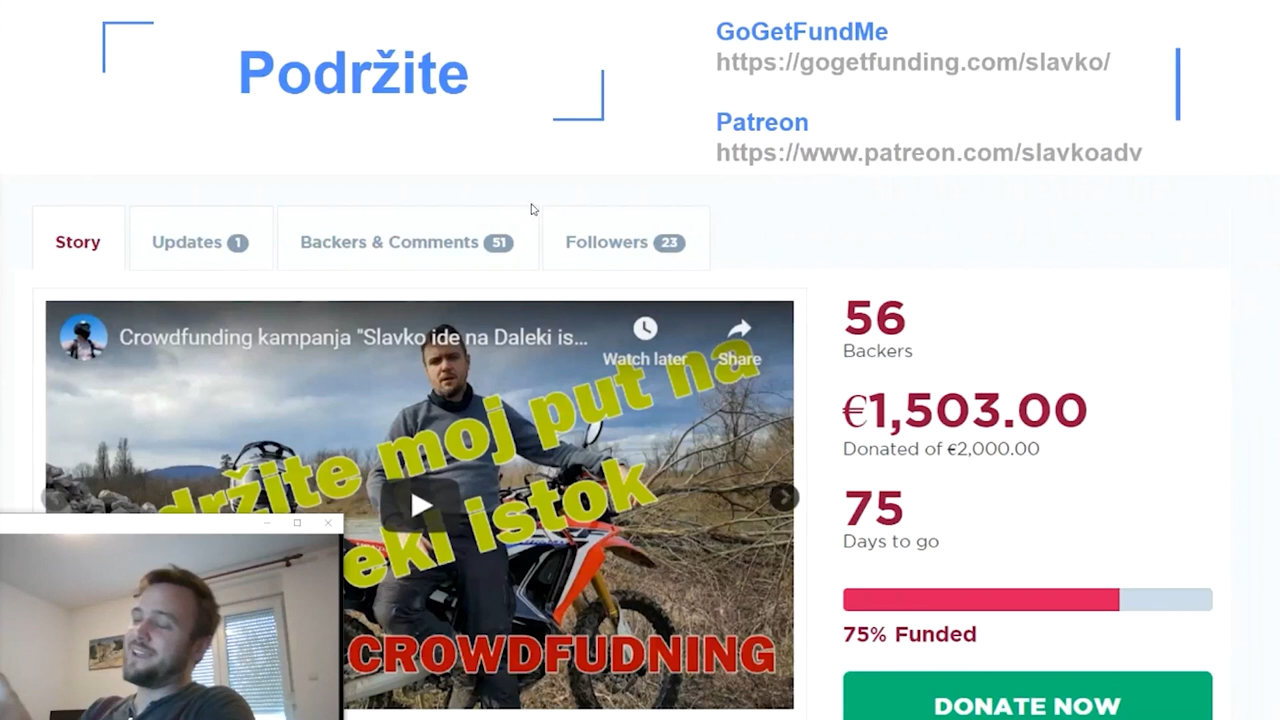 Podržite
GoGetFundMe
https://gogetfunding.com/slavko/
Patreon
https://www.patreon.com/slavkoadv
Story
Updates 1
Backers & Comments 51
Followers 23
Crowdfunding kampanja "Slavko ide na Daleki is...
Watch later
Share
držite moj put na
eki istok
CROWDFUDNING
56
Backers
€1,503.00
Donated of €2,000.00
75
Days to go
75% Funded
DONATE NOW